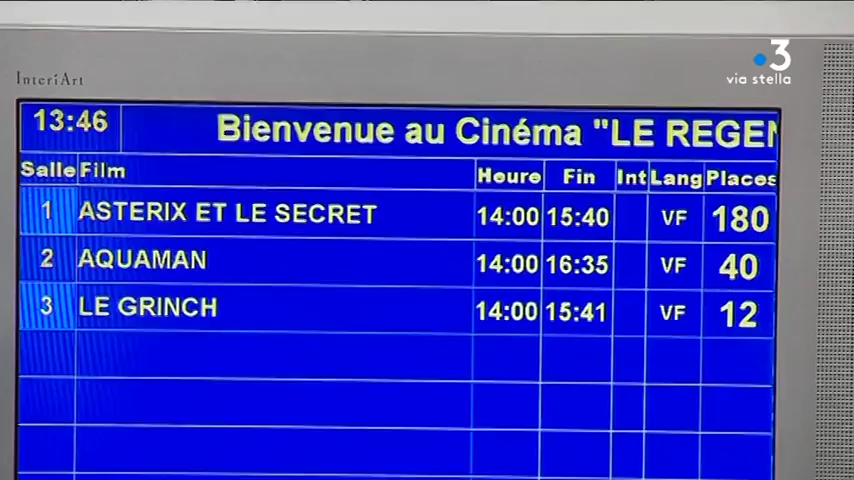 3
via stella
InteriArt
13:46 Bienvenue au Cinéma "LE REGEN
Salle Film Heure Fin Int Lang Places
1 ASTERIX ET LE SECRET 14:00 15:40 VF 180
2 AQUAMAN 14:00 16:35 VF 40
3 LE GRINCH 14:00 15:41 VF 12